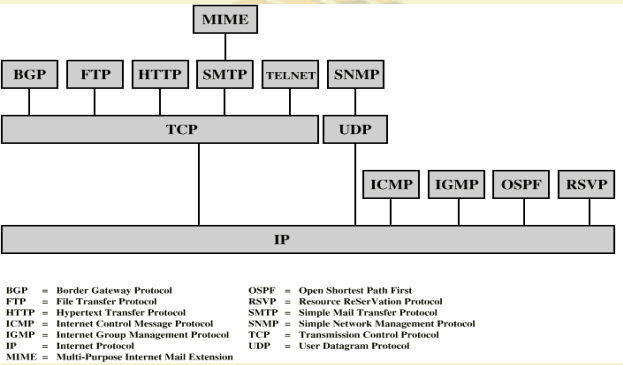 MIME
BGP FTP HTTP SMTP TELNET SNMP
TCP UDP
ICMP IGMP OSPF RSVP
IP
BGP = Border Gateway Protocol
FTP = File Transfer Protocol
HTTP = Hypertext Transfer Protocol
ICMP = Internet Control Message Protocol
IGMP = Internet Group Management Protocol
IP = Internet Protocol
MIME = Multi-Purpose Internet Mail Extension
OSPF = Open Shortest Path First
RSVP = Resource ReSerVation Protocol
SMTP = Simple Mail Transfer Protocol
SNMP = Simple Network Management Protocol
TCP = Transmission Control Protocol
UDP = User Datagram Protocol